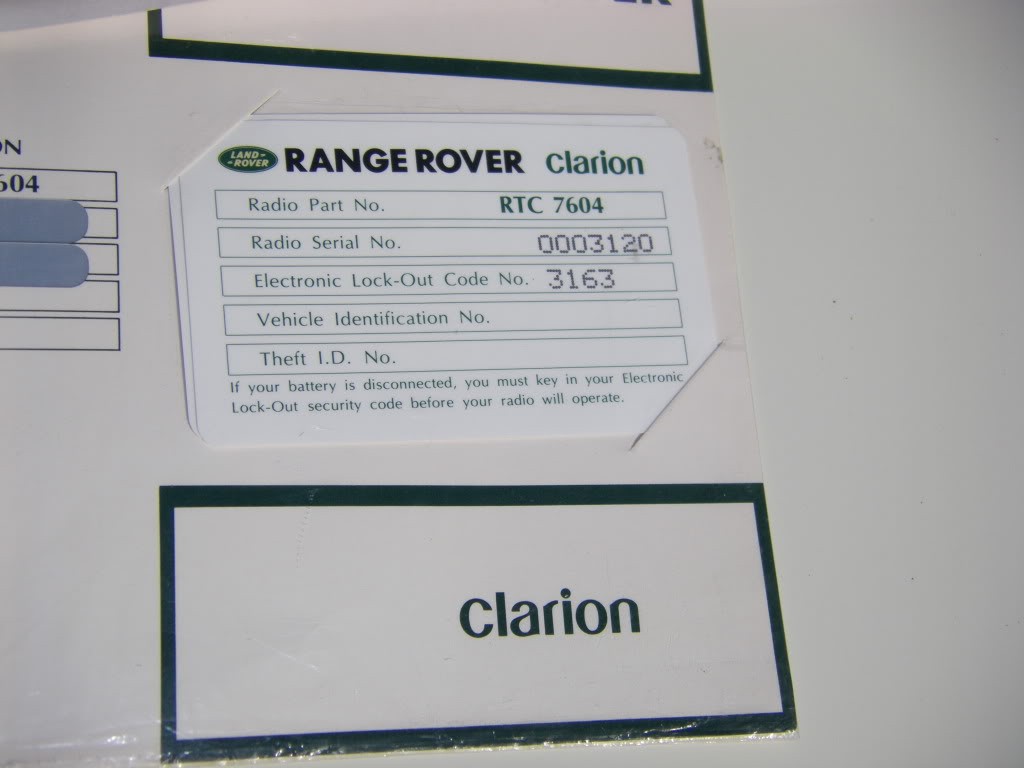 LAND-
-ROVER
RANGE ROVER Clarion
604
Radio Part No. RTC 7604
Radio Serial No. 0003120
Electronic Lock-Out Code No. 3163
Vehicle Identification No.
Theft I.D. No.
If your battery is disconnected, you must key in your Electronic
Lock-Out security code before your radio will operate.
Clarion